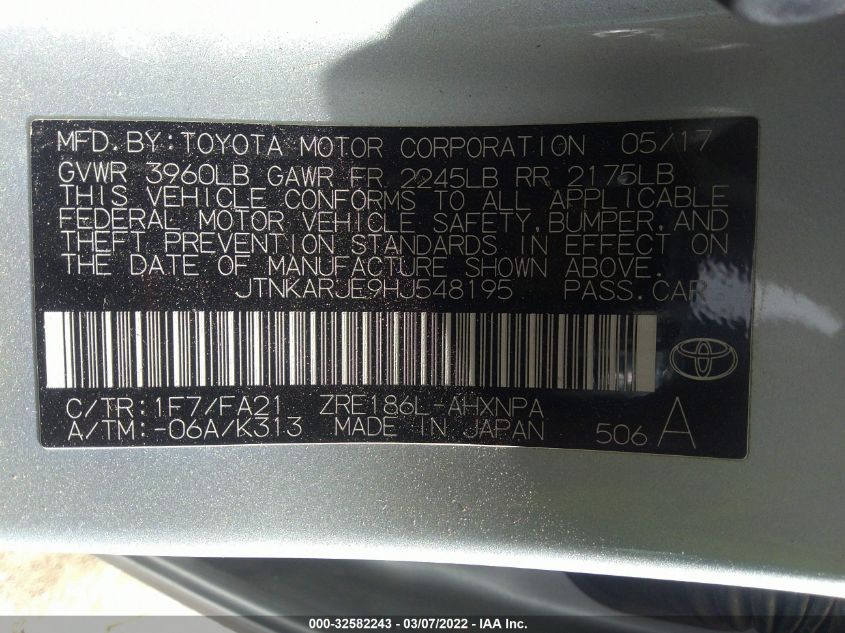 MFD.BY:TOYOTA MOTOR CORPORATION 05/17
GVWR 3960LB GAWR FR 2245LB RR 2175LB
THIS VEHICLE CONFORMS TO ALL APPLICABLE
FEDERAL MOTOR VEHICLE SAFETY,BUMPER,AND
THEFT PREVENTION STANDARDS IN EFFECT ON
THE DATE OF MANUFACTURE SHOWN ABOVE.
JTNKARJE9HJ548195 PASS.CAR
C/TR:1F7/FA21 ZRE186L-AHXNPA
A/TM:-06A/K313 MADE IN JAPAN 506 A
000-32582243 - 03/07/2022 - IAA Inc.